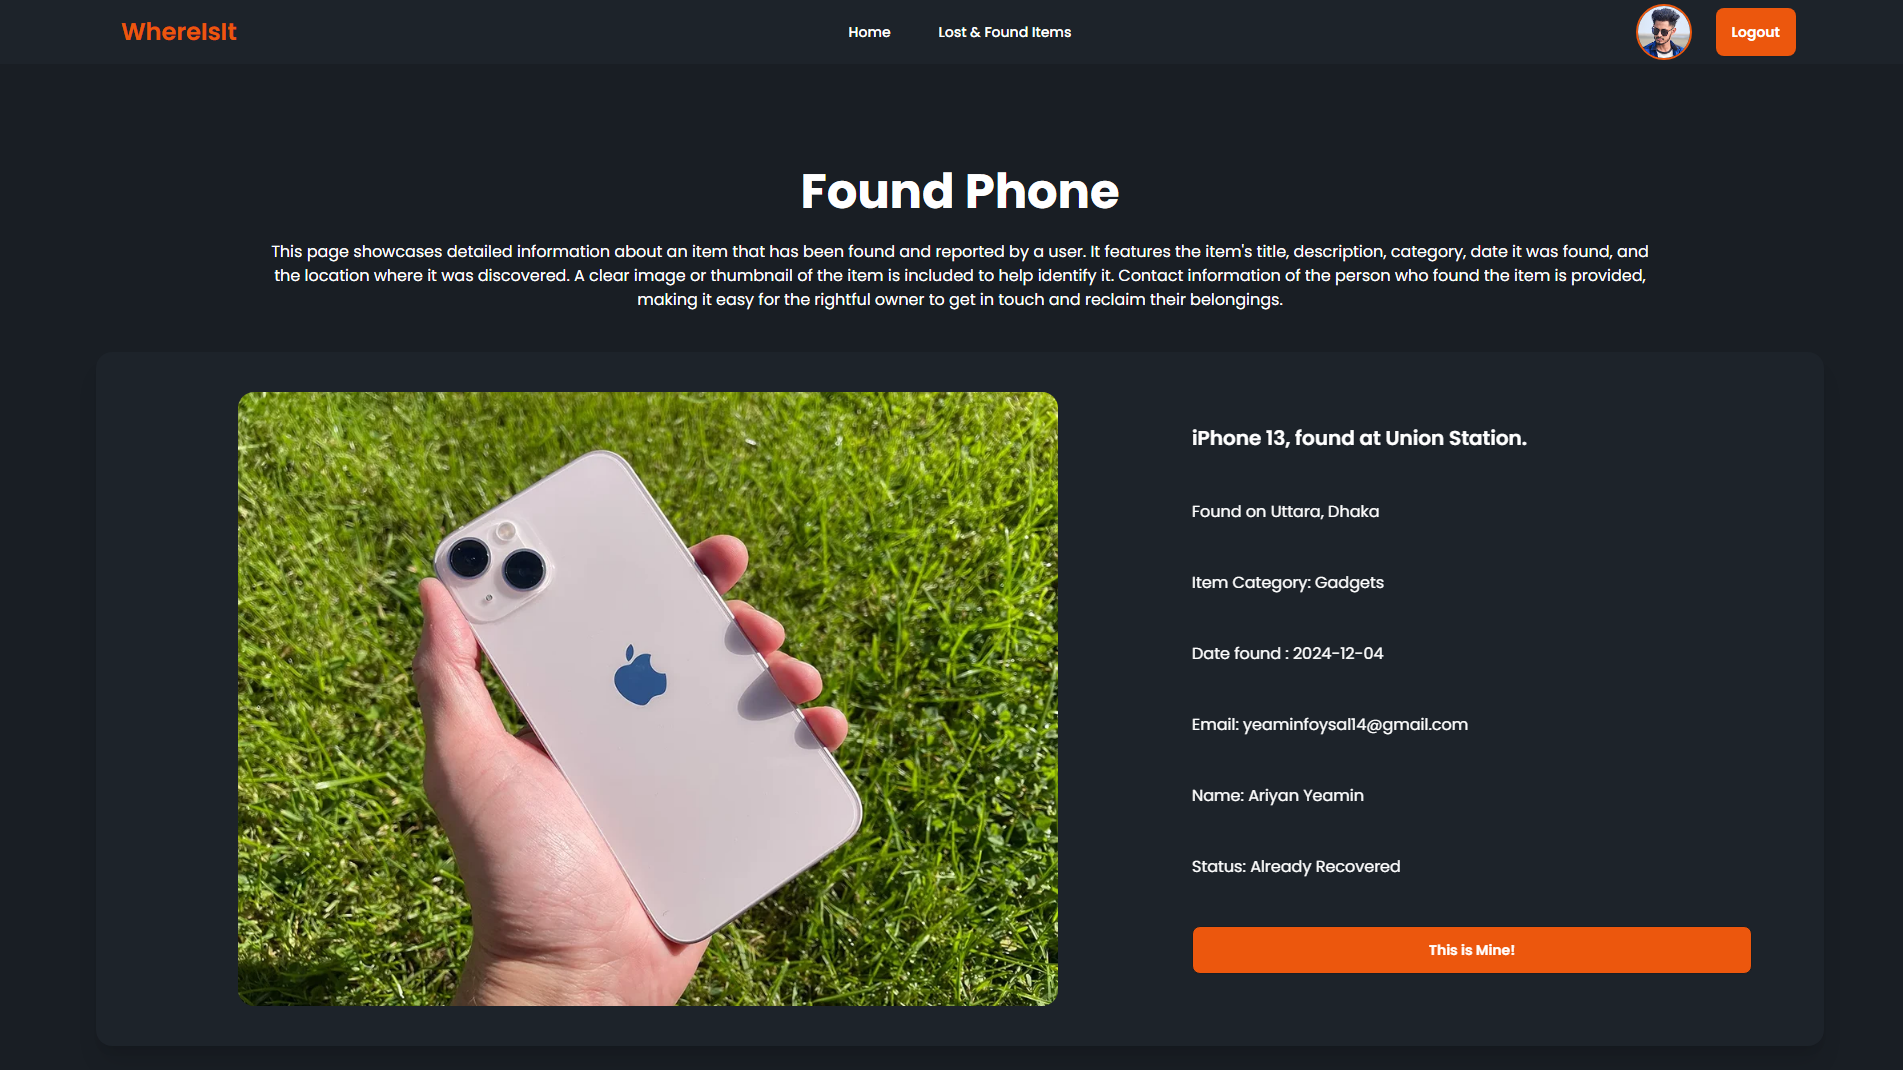 WhereIsIt
Home
Lost & Found Items
Logout
Found Phone
This page showcases detailed information about an item that has been found and reported by a user. It features the item's title, description, category, date it was found, and
the location where it was discovered. A clear image or thumbnail of the item is included to help identify it. Contact information of the person who found the item is provided,
making it easy for the rightful owner to get in touch and reclaim their belongings.
iPhone 13, found at Union Station.
Found on Uttara, Dhaka
Item Category: Gadgets
Date found : 2024-12-04
Email: yeaminfoysal14@gmail.com
Name: Ariyan Yeamin
Status: Already Recovered
This is Mine!